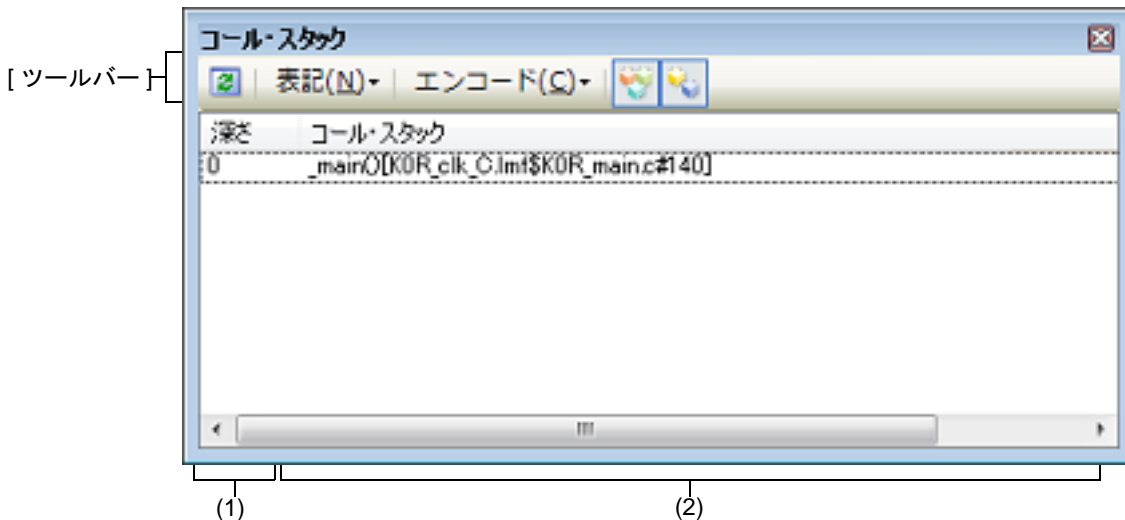 コール・スタック
[ ツールバー ]
表記(N) エンコード(C)
深さ コール・スタック
0 _main()[K0R_clk_C.lmf$K0R_main.c#140]
(1) (2)